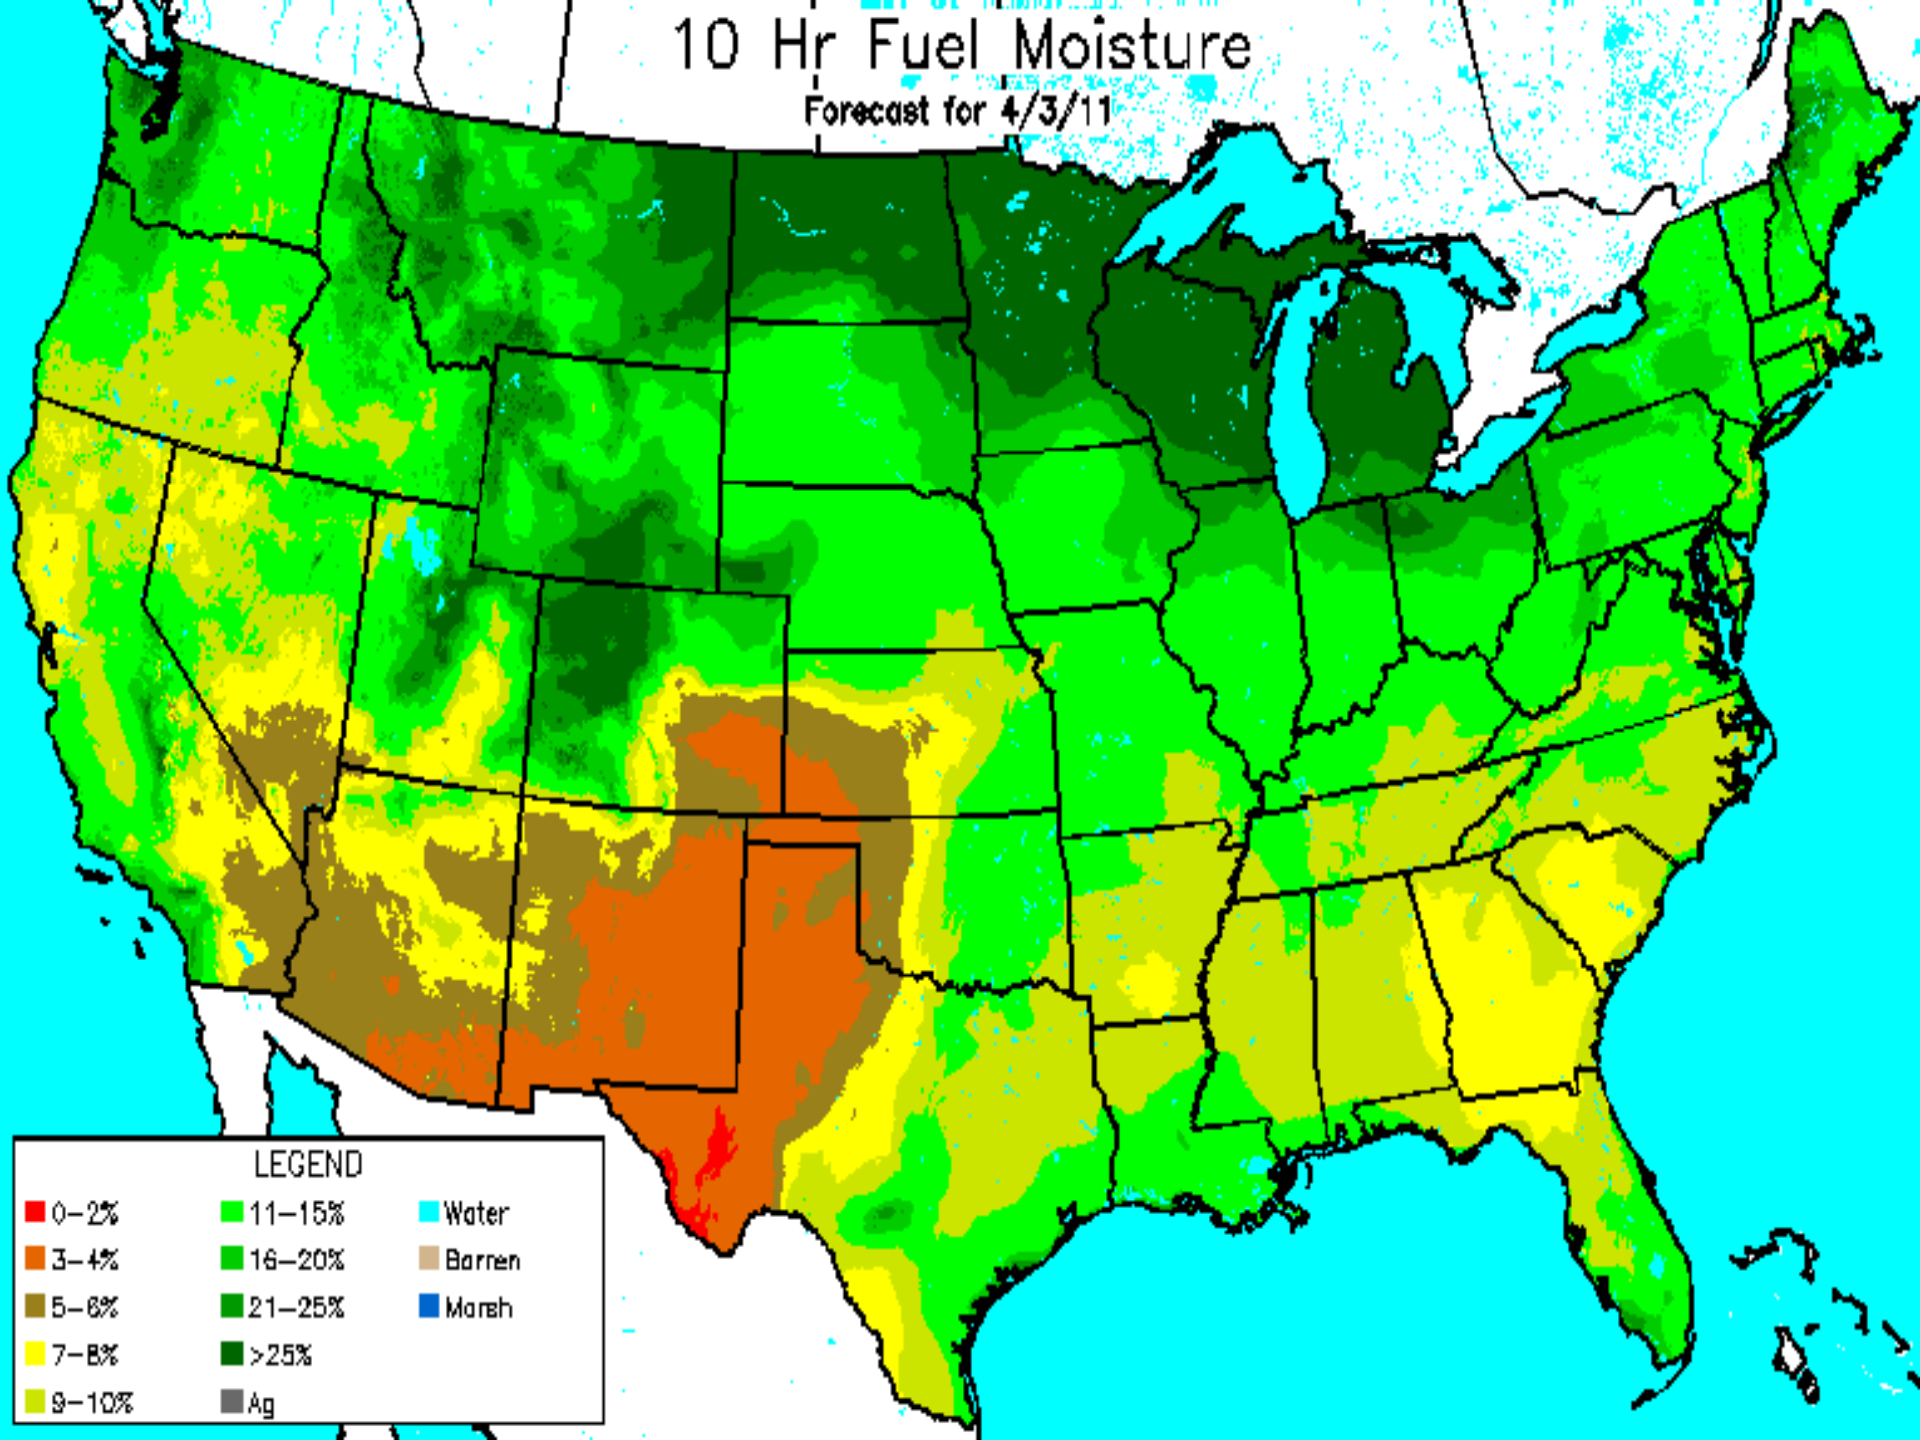 10 Hr Fuel Moisture
Forecast for 4/3/11
LEGEND
0-2%
3-4%
5-6%
7-8%
9-10%
11-15%
16-20%
21-25%
>25%
Ag
Water
Barren
Marsh